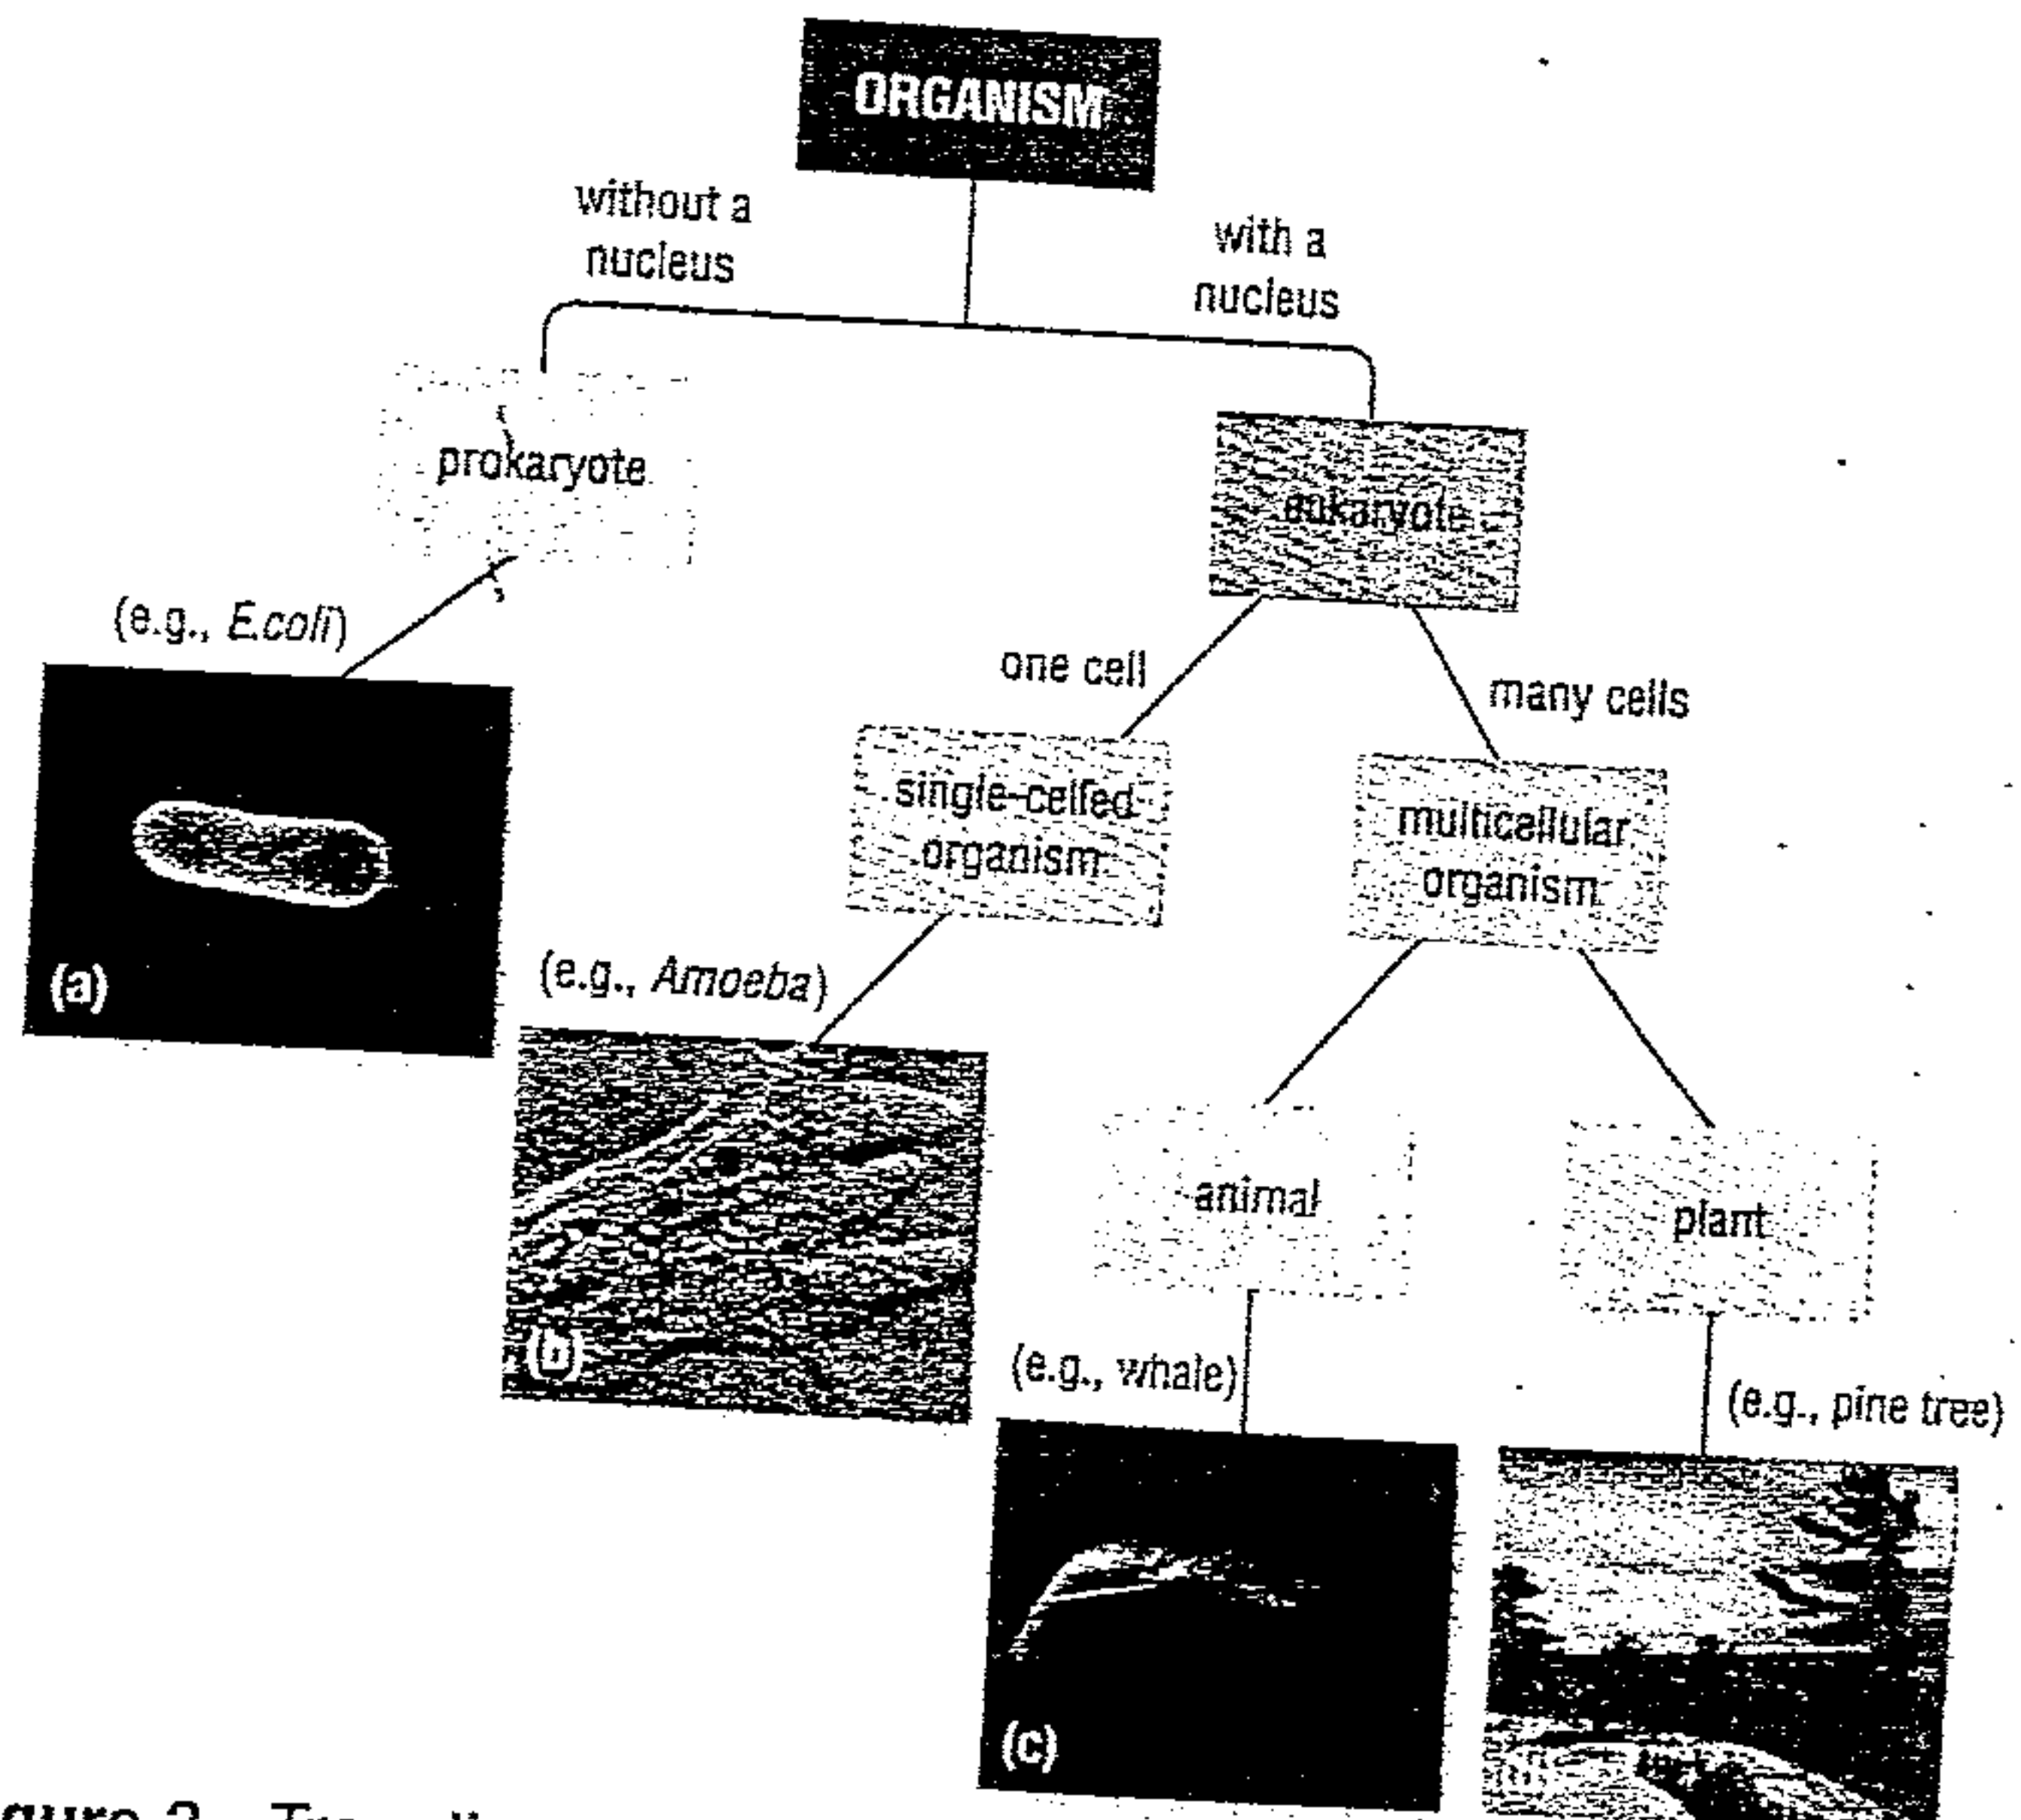 ORGANISM
without a
nucleus
with a
nucleus
prokaryote
eukaryote
(e.g., E.coli)
one cell
many cells
single-celled
organism
multicellular
organism
(a)
(e.g., Amoeba)
animal
plant
(b)
(e.g., whale)
(e.g., pine tree)
(c)